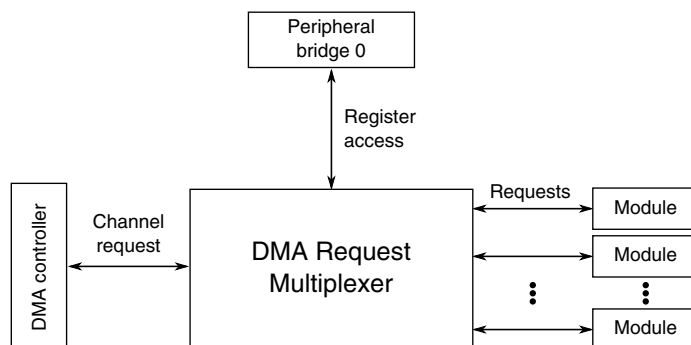 Peripheral
bridge 0
Register
access
Requests
Module
Channel
request
DMA controller
DMA Request
Multiplexer
Module
Module